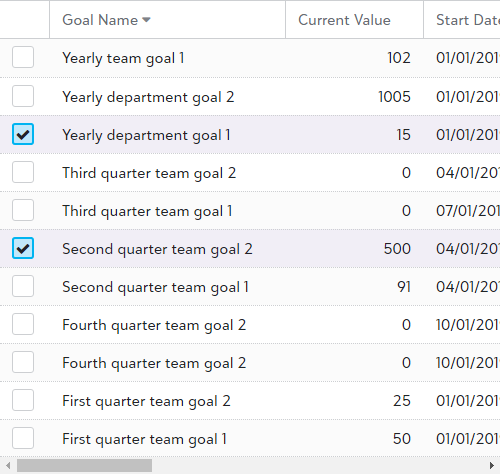 Goal Name Current Value Start Date
Yearly team goal 1 102 01/01/201
Yearly department goal 2 1005 01/01/201
Yearly department goal 1 15 01/01/201
Third quarter team goal 2 0 04/01/201
Third quarter team goal 1 0 07/01/201
Second quarter team goal 2 500 04/01/201
Second quarter team goal 1 91 04/01/201
Fourth quarter team goal 2 0 10/01/201
Fourth quarter team goal 2 0 10/01/201
First quarter team goal 2 25 01/01/201
First quarter team goal 1 50 01/01/201